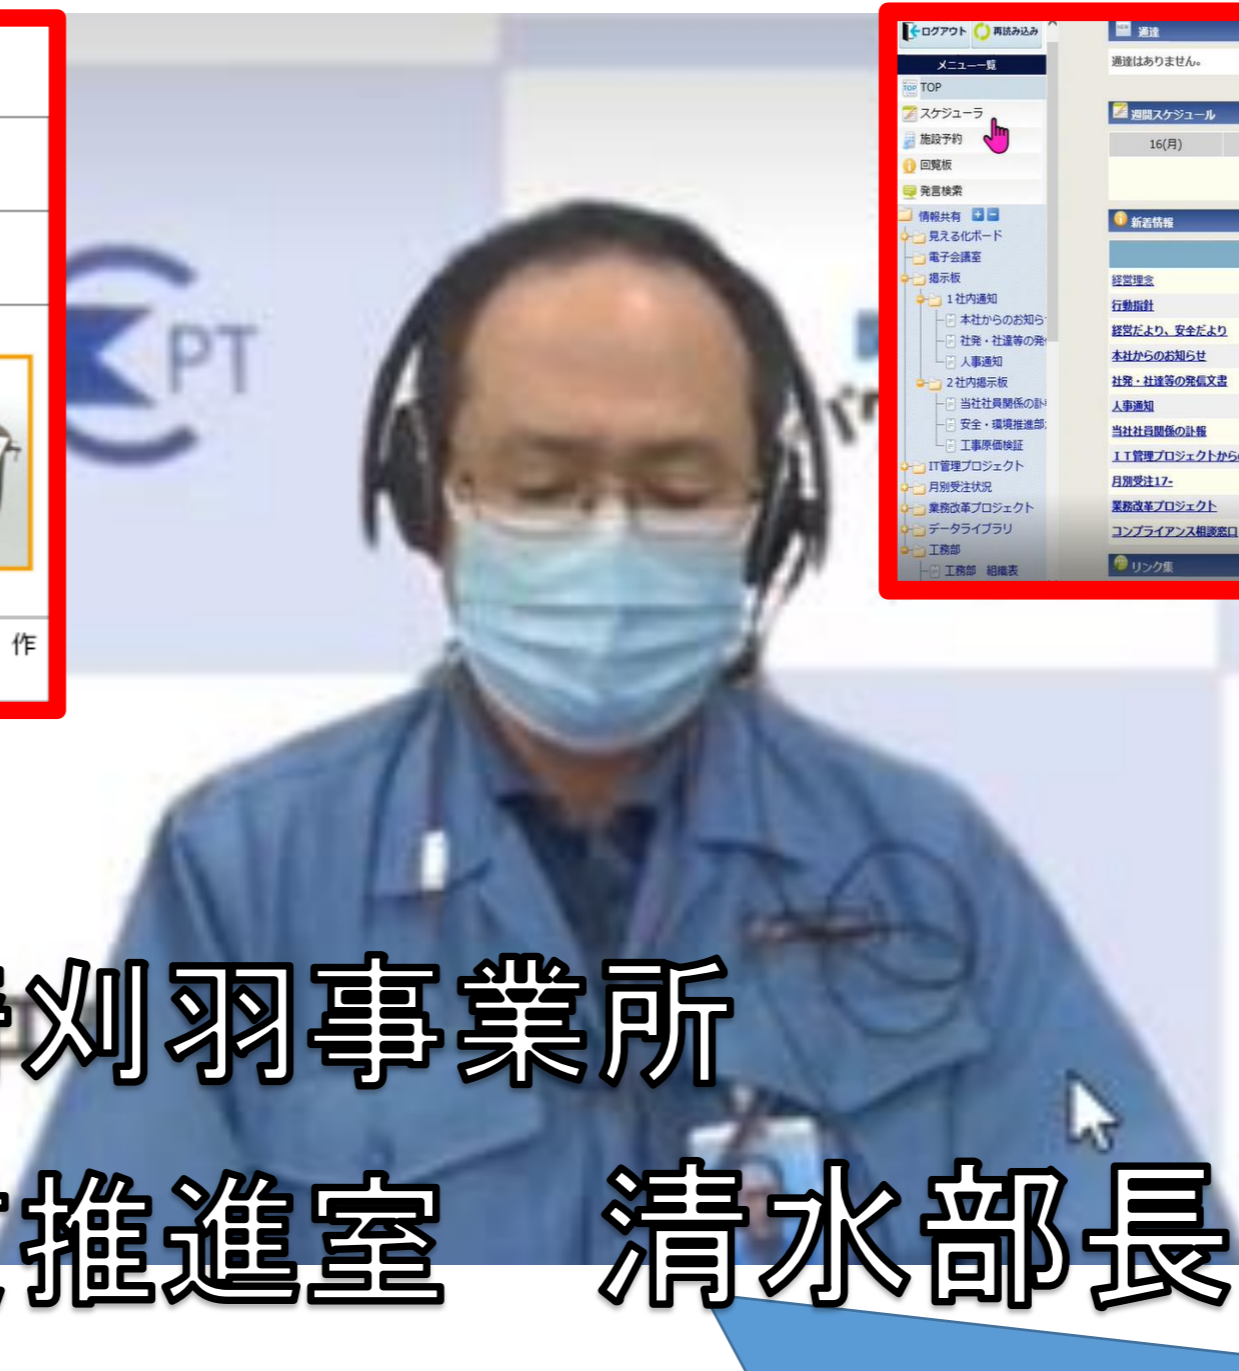 作
PT
ログアウト 再読み込み
メニュー一覧
TOP
スケジューラ
施設予約
回覧板
発言検索
情報共有
見える化ボード
電子会議室
掲示板
1 社内通知
本社からのお知ら
社発・社達等の発
人事通知
2 社内掲示板
当社社員関係の訃
安全・環境推進部
工事原価検証
IT管理プロジェクト
月別受注状況
業務改革プロジェクト
データライブラリ
工務部
工務部 組織表
通達
通達はありません。
週間スケジュール
16(月)
新着情報
経営理念
行動指針
経営だより、安全だより
本社からのお知らせ
社発・社達等の発信文書
人事通知
当社社員関係の訃報
IT管理プロジェクトから
月別受注17-
業務改革プロジェクト
コンプライアンス相談窓口
リンク集
刈羽事業所
推進室 清水部長